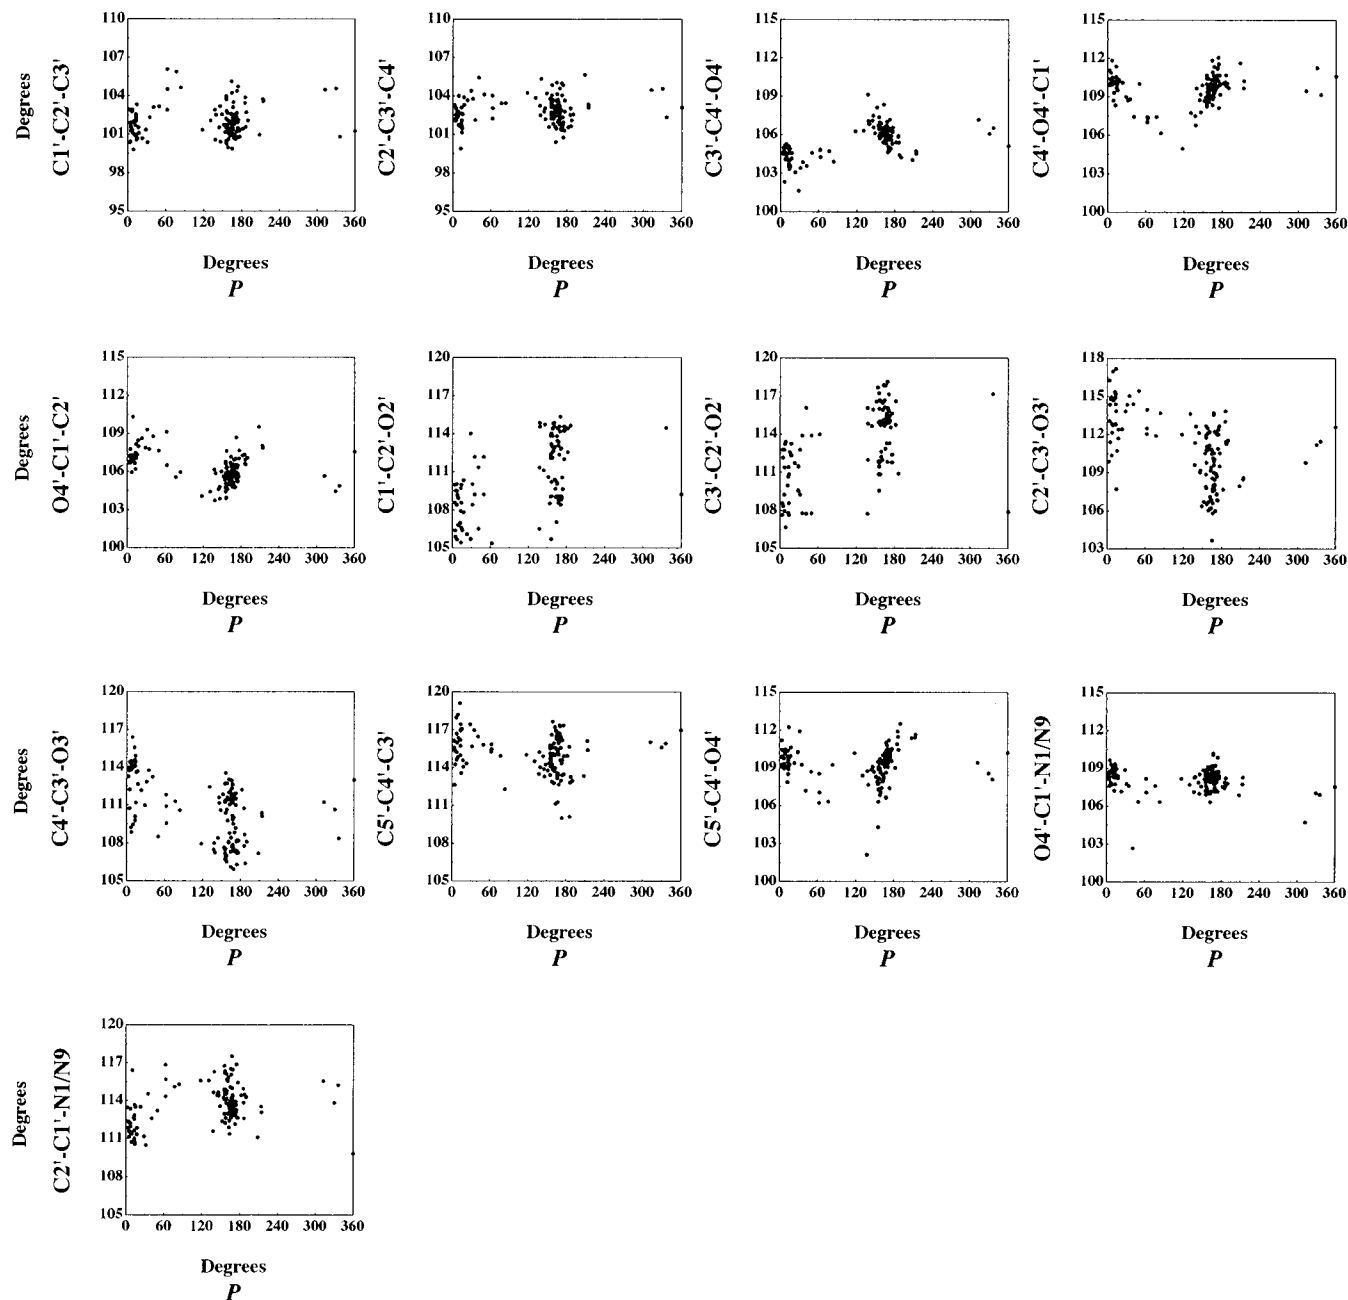 110 107 104 101 98 95
Degrees
C1'-C2'-C3'
0 60 120 180 240 300 360
Degrees
P
110 107 104 101 98 95
C2'-C3'-C4'
0 60 120 180 240 300 360
Degrees
P
115 112 109 106 103 100
C3'-C4'-O4'
0 60 120 180 240 300 360
Degrees
P
115 112 109 106 103 100
C4'-O4'-C1'
0 60 120 180 240 300 360
Degrees
P
115 112 109 106 103 100
Degrees
O4'-C1'-C2'
0 60 120 180 240 300 360
Degrees
P
120 117 114 111 108 105
C1'-C2'-O2'
0 60 120 180 240 300 360
Degrees
P
120 117 114 111 108 105
C3'-C2'-O2'
0 60 120 180 240 300 360
Degrees
P
118 115 112 109 106 103
C2'-C3'-O3'
0 60 120 180 240 300 360
Degrees
P
120 117 114 111 108 105
Degrees
C4'-C3'-O3'
0 60 120 180 240 300 360
Degrees
P
120 117 114 111 108 105
C5'-C4'-C3'
0 60 120 180 240 300 360
Degrees
P
115 112 109 106 103 100
C5'-C4'-O4'
0 60 120 180 240 300 360
Degrees
P
115 112 109 106 103 100
O4'-C1'-N1/N9
0 60 120 180 240 300 360
Degrees
P
120 117 114 111 108 105
Degrees
C2'-C1'-N1/N9
0 60 120 180 240 300 360
Degrees
P